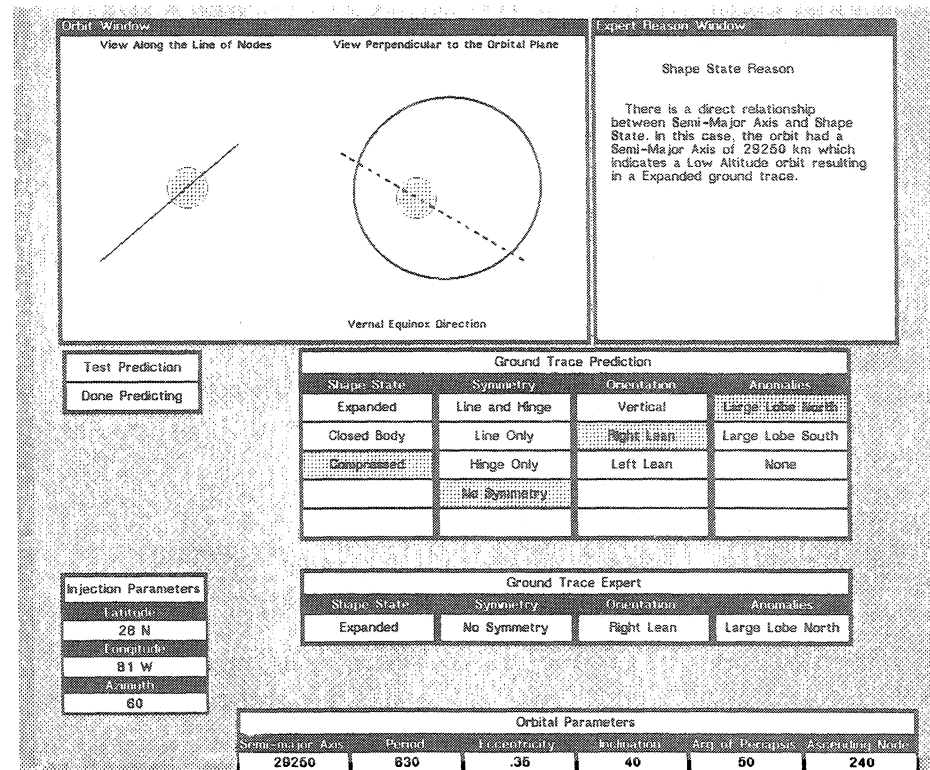 Orbit Window
View Along the Line of Nodes
View Perpendicular to the Orbital Plane
Vernal Equinox Direction
Expert Reason Window
Shape State Reason
There is a direct relationship
between Semi-Major Axis and Shape
State. In this case, the orbit had a
Semi-Major Axis of 29250 km which
indicates a Low Altitude orbit resulting
in a Expanded ground trace.
Test Prediction
Done Predicting
Ground Trace Prediction
Shape State Symmetry Orientation Anomalies
Expanded Line and Hinge Vertical Large Lobe North
Closed Body Line Only Right Lean Large Lobe South
Compressed Hinge Only Left Lean None
No Symmetry
Injection Parameters
Latitude
28 N
Longitude
81 W
Azimuth
60
Ground Trace Expert
Shape State Symmetry Orientation Anomalies
Expanded No Symmetry Right Lean Large Lobe North
Orbital Parameters
Semi-major Axis Period Eccentricity Inclination Arg of Periapsis Ascending Node
29250 830 .36 40 50 240